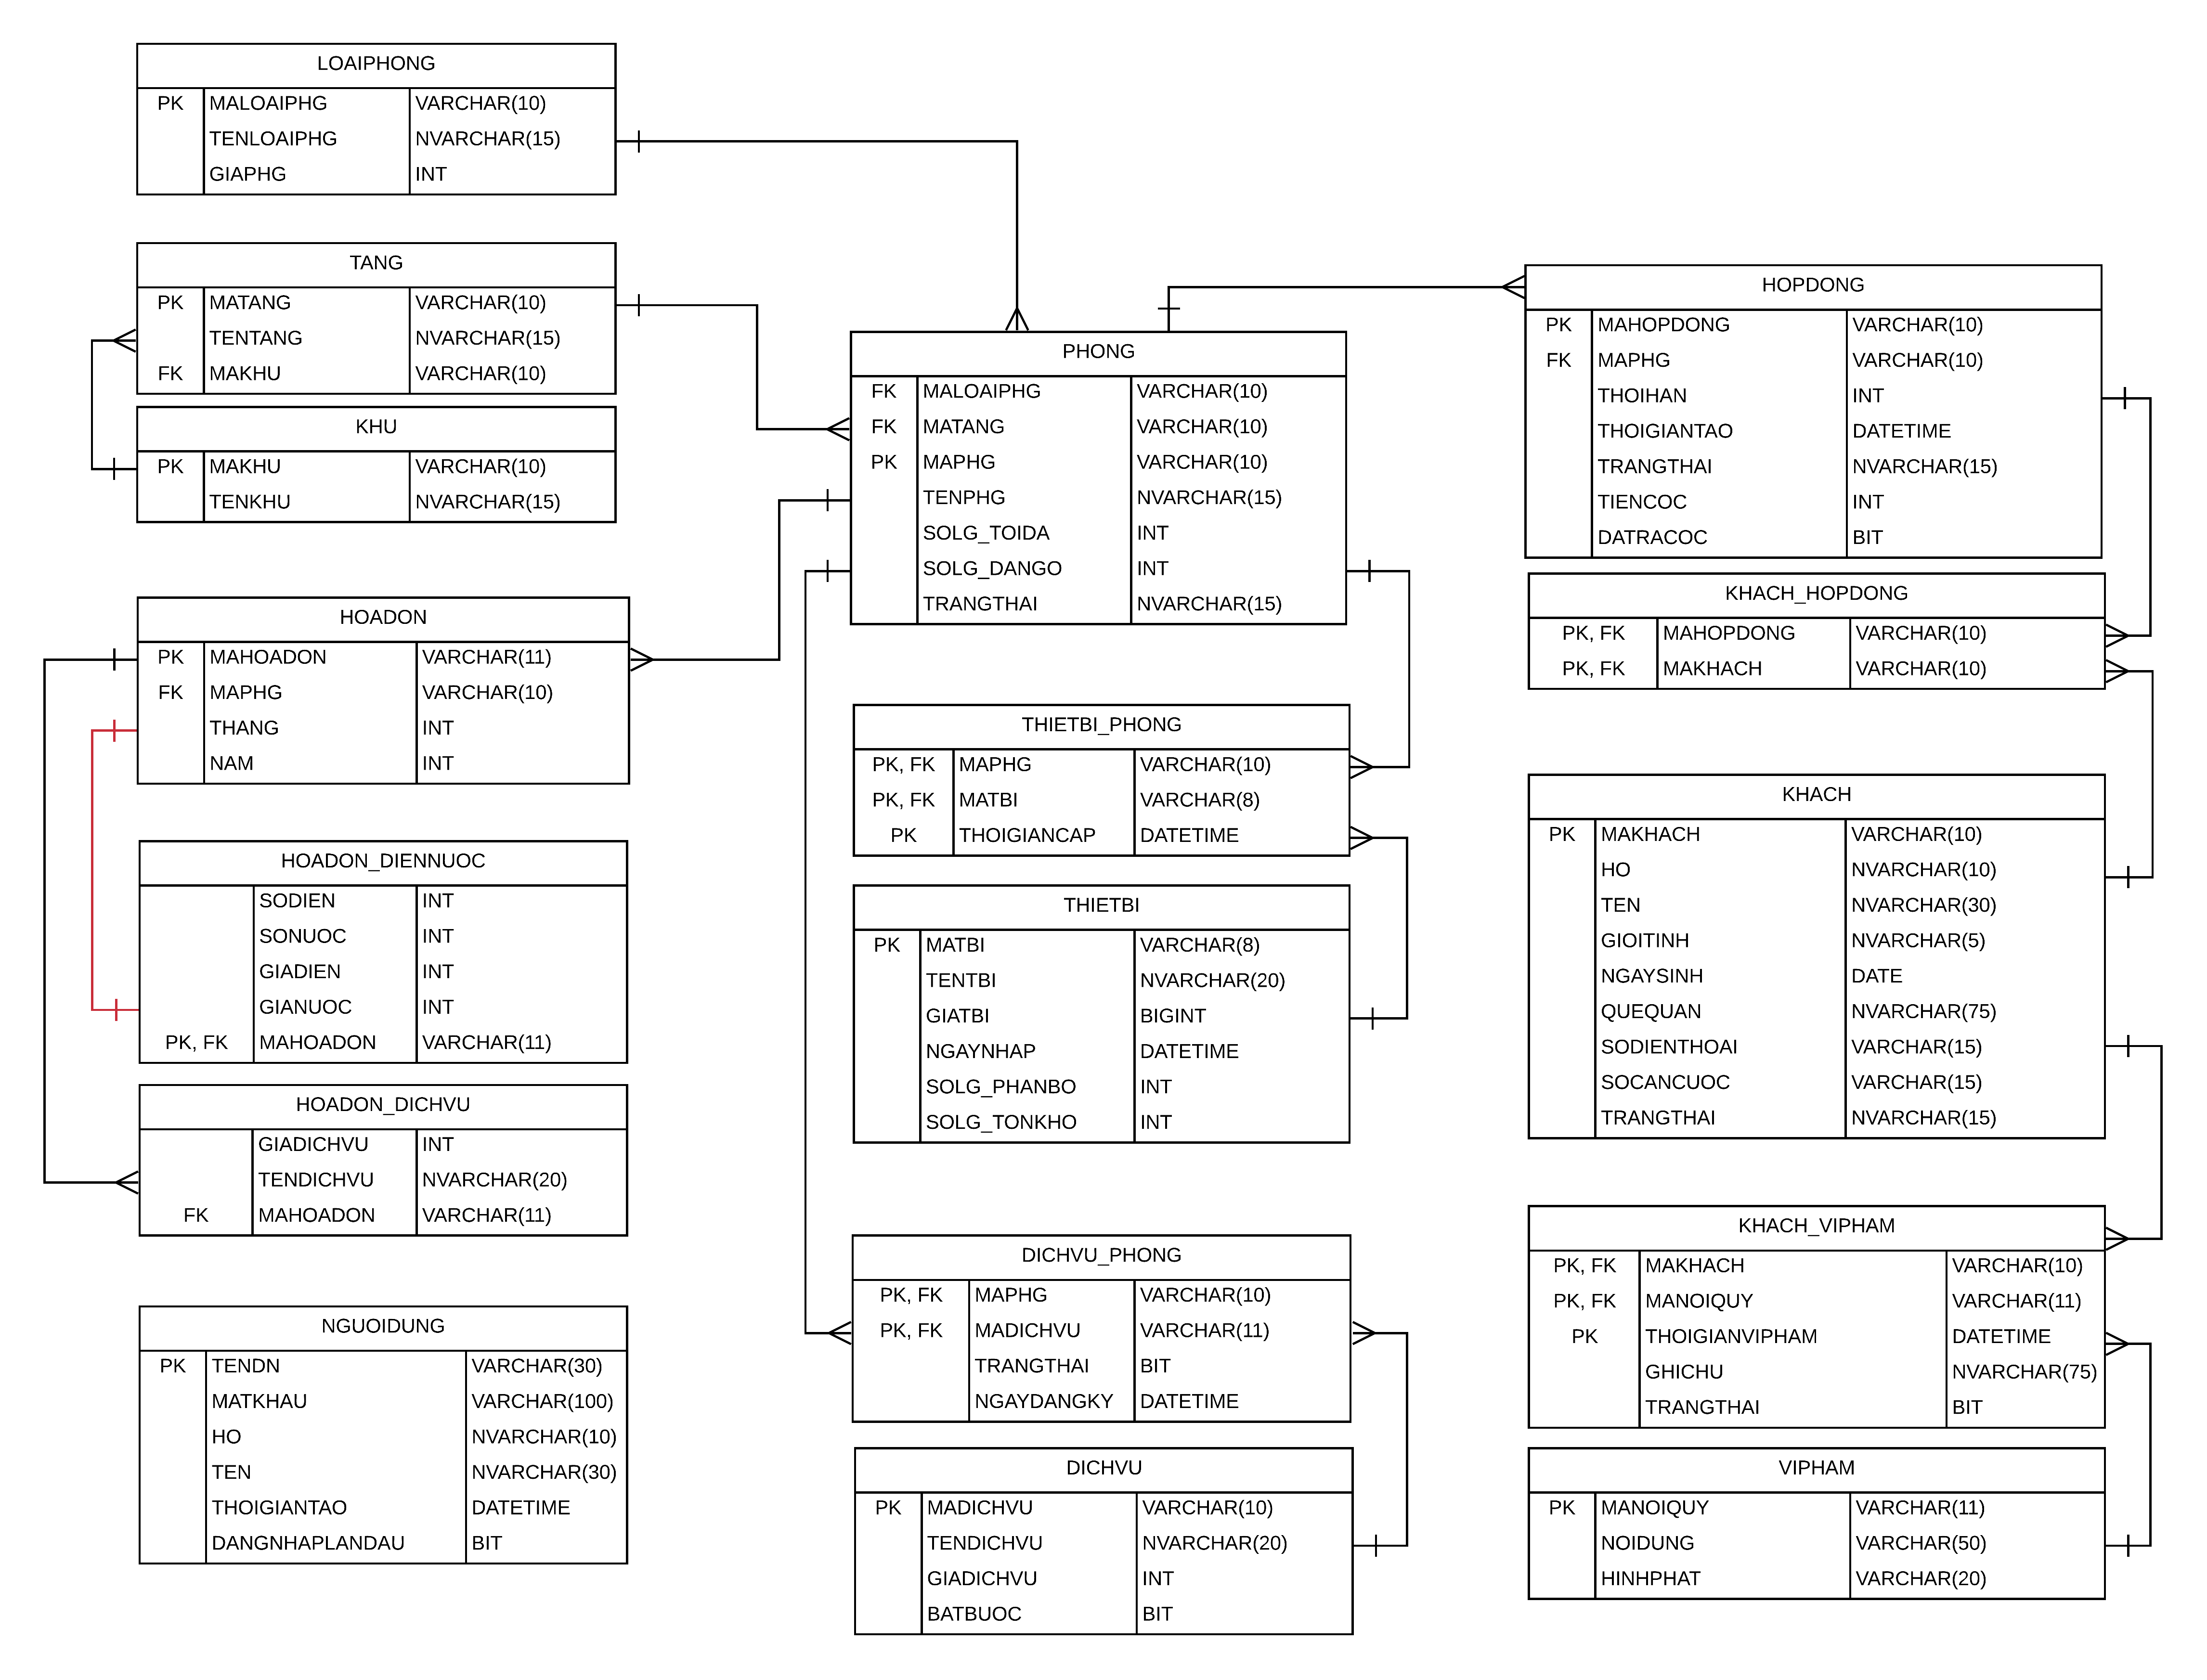 LOAIPHONG
PK MALOAIPHG VARCHAR(10)
TENLOAIPHG NVARCHAR(15)
GIAPHG INT
TANG
PK MATANG VARCHAR(10)
TENTANG NVARCHAR(15)
FK MAKHU VARCHAR(10)
KHU
PK MAKHU VARCHAR(10)
TENKHU NVARCHAR(15)
HOADON
PK MAHOADON VARCHAR(11)
FK MAPHG VARCHAR(10)
THANG INT
NAM INT
HOADON_DIENNUOC
SODIEN INT
SONUOC INT
GIADIEN INT
GIANUOC INT
PK, FK MAHOADON VARCHAR(11)
HOADON_DICHVU
GIADICHVU INT
TENDICHVU NVARCHAR(20)
FK MAHOADON VARCHAR(11)
NGUOIDUNG
PK TENDN VARCHAR(30)
MATKHAU VARCHAR(100)
HO NVARCHAR(10)
TEN NVARCHAR(30)
THOIGIANTAO DATETIME
DANGNHAPLANDAU BIT
PHONG
FK MALOAIPHG VARCHAR(10)
FK MATANG VARCHAR(10)
PK MAPHG VARCHAR(10)
TENPHG NVARCHAR(15)
SOLG_TOIDA INT
SOLG_DANGO INT
TRANGTHAI NVARCHAR(15)
THIETBI_PHONG
PK, FK MAPHG VARCHAR(10)
PK, FK MATBI VARCHAR(8)
PK THOIGIANCAP DATETIME
THIETBI
PK MATBI VARCHAR(8)
TENTBI NVARCHAR(20)
GIATBI BIGINT
NGAYNHAP DATETIME
SOLG_PHANBO INT
SOLG_TONKHO INT
DICHVU_PHONG
PK, FK MAPHG VARCHAR(10)
PK, FK MADICHVU VARCHAR(11)
TRANGTHAI BIT
NGAYDANGKY DATETIME
DICHVU
PK MADICHVU VARCHAR(10)
TENDICHVU NVARCHAR(20)
GIADICHVU INT
BATBUOC BIT
HOPDONG
PK MAHOPDONG VARCHAR(10)
FK MAPHG VARCHAR(10)
THOIHAN INT
THOIGIANTAO DATETIME
TRANGTHAI NVARCHAR(15)
TIENCOC INT
DATRACOC BIT
KHACH_HOPDONG
PK, FK MAHOPDONG VARCHAR(10)
PK, FK MAKHACH VARCHAR(10)
KHACH
PK MAKHACH VARCHAR(10)
HO NVARCHAR(10)
TEN NVARCHAR(30)
GIOITINH NVARCHAR(5)
NGAYSINH DATE
QUEQUAN NVARCHAR(75)
SODIENTHOAI VARCHAR(15)
SOCANCUOC VARCHAR(15)
TRANGTHAI NVARCHAR(15)
KHACH_VIPHAM
PK, FK MAKHACH VARCHAR(10)
PK, FK MANOIQUY VARCHAR(11)
PK THOIGIANVIPHAM DATETIME
GHICHU NVARCHAR(75)
TRANGTHAI BIT
VIPHAM
PK MANOIQUY VARCHAR(11)
NOIDUNG VARCHAR(50)
HINHPHAT VARCHAR(20)